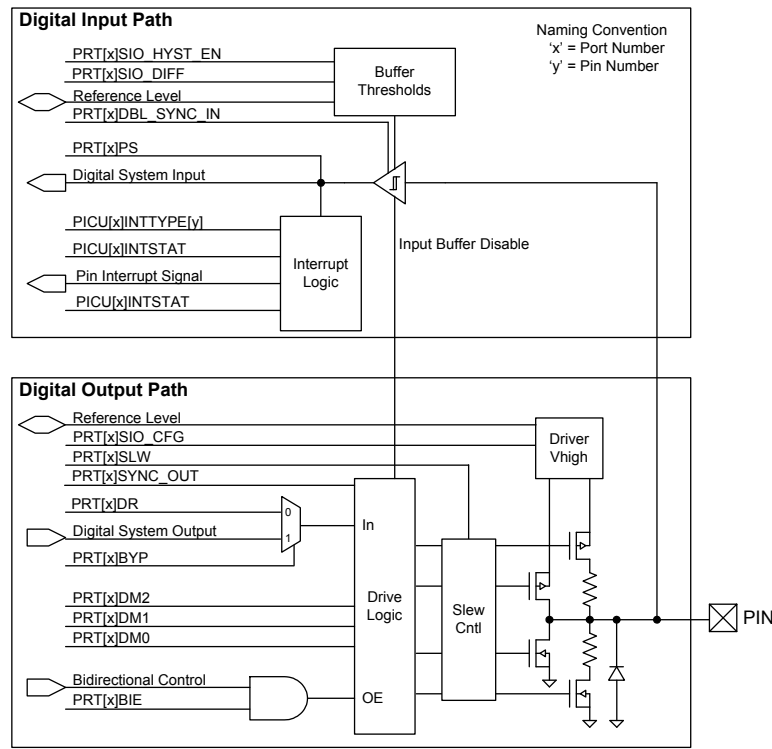 Digital Input Path
Naming Convention
'x' = Port Number
'y' = Pin Number
PRT[x]SIO_HYST_EN
PRT[x]SIO_DIFF
Reference Level
PRT[x]DBL_SYNC_IN
Buffer
Thresholds
PRT[x]PS
Digital System Input
PICU[x]INTTYPE[y]
PICU[x]INTSTAT
Pin Interrupt Signal
PICU[x]INTSTAT
Interrupt
Logic
Input Buffer Disable
Digital Output Path
Reference Level
PRT[x]SIO_CFG
PRT[x]SLW
PRT[x]SYNC_OUT
Driver
Vhigh
PRT[x]DR
Digital System Output
PRT[x]BYP
0
1
In
PRT[x]DM2
PRT[x]DM1
PRT[x]DM0
Drive
Logic
Slew
Cntl
PIN
Bidirectional Control
PRT[x]BIE
OE